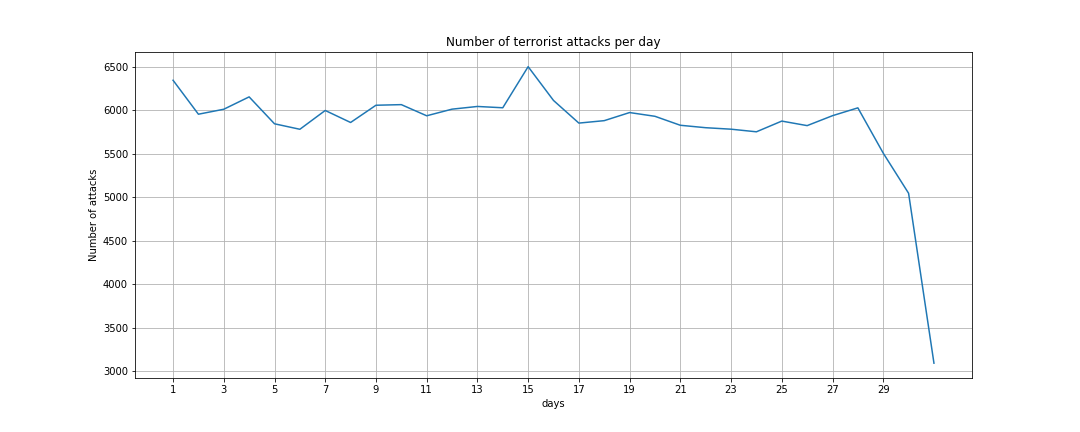 Number of terrorist attacks per day
Number of attacks
6500
6000
5500
5000
4500
4000
3500
3000
1 3 5 7 9 11 13 15 17 19 21 23 25 27 29
days